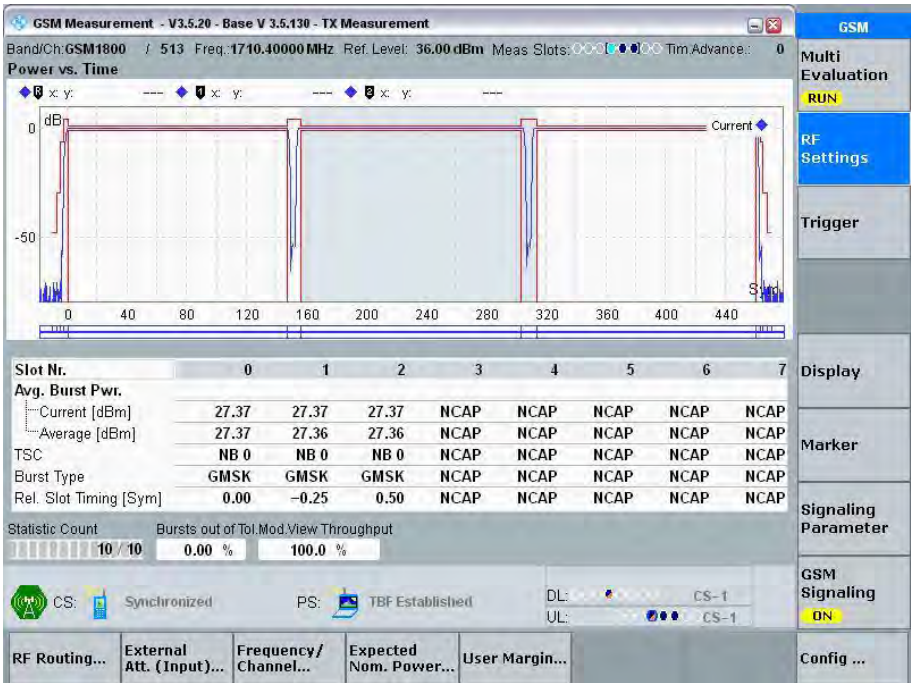 GSM Measurement - V3.5.20 - Base V 3.5.130 - TX Measurement
GSM
Band/Ch:GSM1800 / 513 Freq.:1710.40000 MHz Ref. Level: 36.00 dBm Meas Slots: Tim Advance.: 0
Power vs. Time
R x: y: --- 1 x: y: --- 2 x: y: ---
dB
Current
0
-50
Symb.
0 40 80 120 160 200 240 280 320 360 400 440
Slot Nr. 0 1 2 3 4 5 6 7
Avg. Burst Pwr.
Current [dBm] 27.37 27.37 27.37 NCAP NCAP NCAP NCAP NCAP
Average [dBm] 27.37 27.36 27.36 NCAP NCAP NCAP NCAP NCAP
TSC NB 0 NB 0 NB 0 NCAP NCAP NCAP NCAP NCAP
Burst Type GMSK GMSK GMSK NCAP NCAP NCAP NCAP NCAP
Rel. Slot Timing [Sym] 0.00 -0.25 0.50 NCAP NCAP NCAP NCAP NCAP
Statistic Count Bursts out of Tol. Mod.View Throughput
10 / 10 0.00 % 100.0 %
CS: Synchronized PS: TBF Established DL: CS-1
UL: CS-1
RF Routing...
External
Att. (Input)...
Frequency/
Channel...
Expected
Nom. Power...
User Margin...
Multi
Evaluation
RUN
RF
Settings
Trigger
Display
Marker
Signaling
Parameter
GSM
Signaling
ON
Config ...